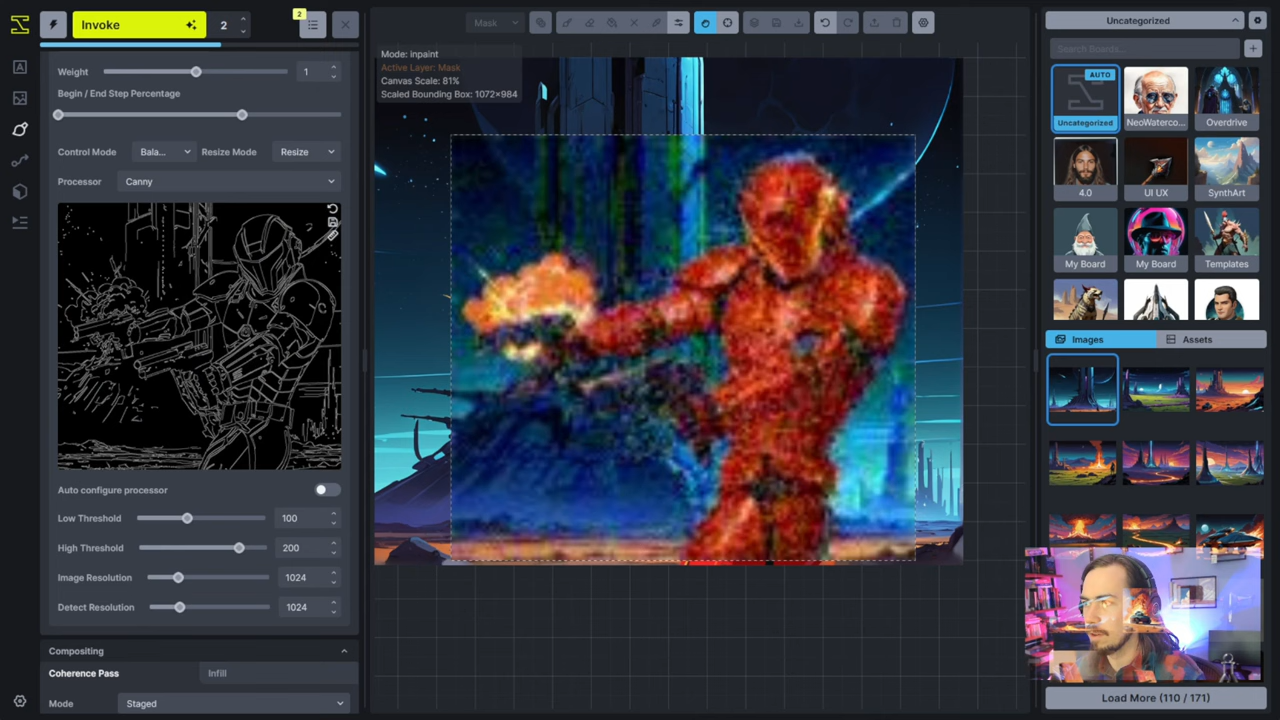 Invoke
2
2
Weight
1
Begin / End Step Percentage
Control Mode
Bala...
Resize Mode
Resize
Processor
Canny
Auto configure processor
Low Threshold
100
High Threshold
200
Image Resolution
1024
Detect Resolution
1024
Compositing
Coherence Pass
Infill
Mode
Staged
Mask
Mode: inpaint
Active Layer: Mask
Canvas Scale: 81%
Scaled Bounding Box: 1072×984
Uncategorized
Search Boards...
AUTO
Uncategorized
NeoWaterco...
Overdrive
4.0
UI UX
SynthArt
My Board
My Board
Templates
Images
Assets
Load More (110 / 171)